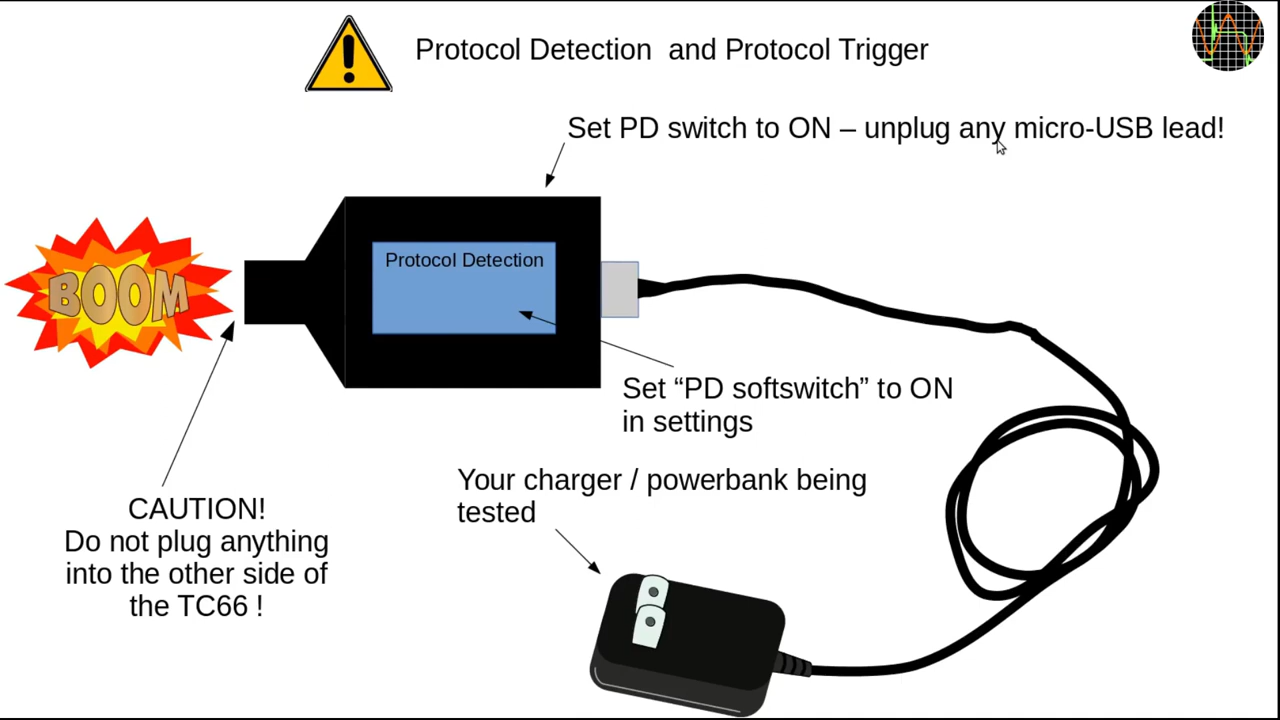 Protocol Detection  and Protocol Trigger
Set PD switch to ON – unplug any micro-USB lead!
BOOM
Protocol Detection
Set “PD softswitch” to ON
in settings
Your charger / powerbank being
tested
CAUTION!
Do not plug anything
into the other side of
the TC66 !